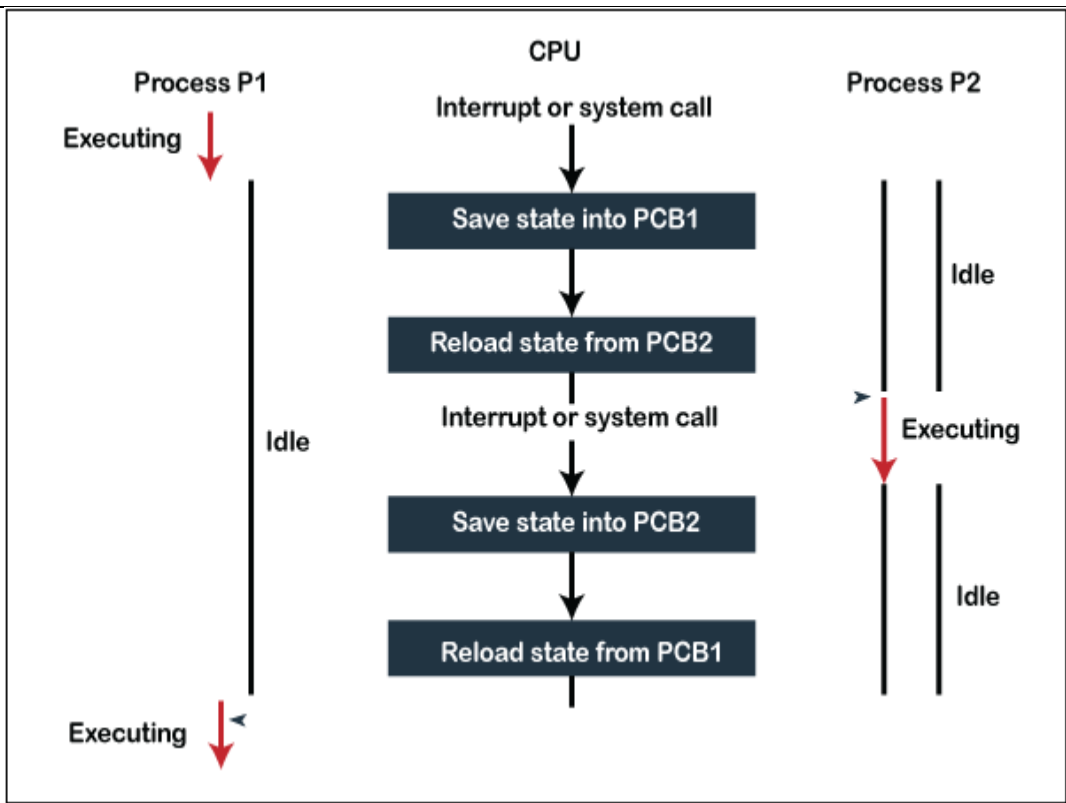 CPU
Process P1
Process P2
Interrupt or system call
Executing
Save state into PCB1
Idle
Reload state from PCB2
Interrupt or system call
Executing
Idle
Save state into PCB2
Idle
Reload state from PCB1
Executing